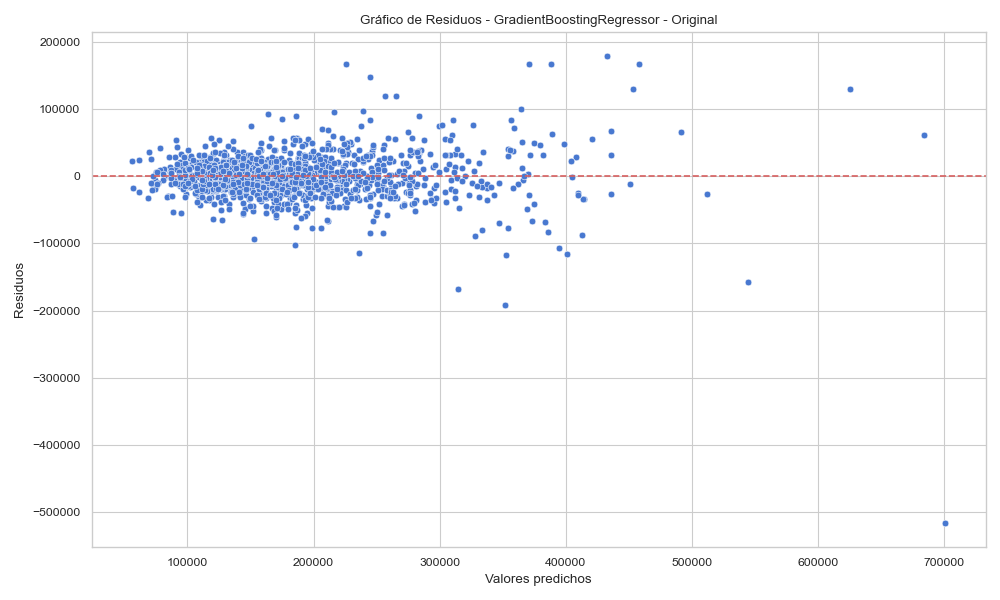 Gráfico de Residuos - GradientBoostingRegressor - Original
200000
100000
0
−100000
−200000
−300000
−400000
−500000
Residuos
100000 200000 300000 400000 500000 600000 700000
Valores predichos